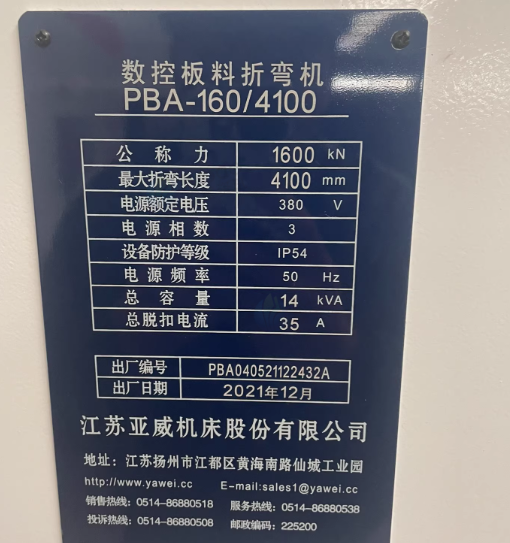 数控板料折弯机
PBA-160/4100
公称力 1600 kN
最大折弯长度 4100 mm
电源额定电压 380 V
电源相数 3
设备防护等级 IP54
电源频率 50 Hz
总容量 14 kVA
总脱扣电流 35 A
出厂编号 PBA040521122432A
出厂日期 2021年12月
江苏亚威机床股份有限公司
地址：江苏扬州市江都区黄海南路仙城工业园
http://www.yawei.cc E-mail:sales1@yawei.cc
销售热线：0514-86880518 服务热线：0514-86880538
投诉热线：0514-86880508 邮政编码：225200